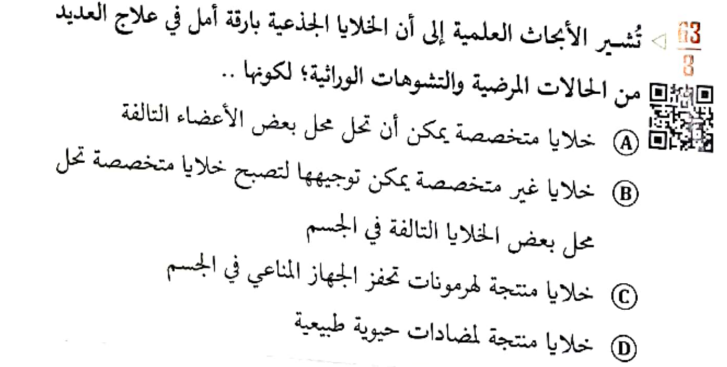 63
3
تُشير الأبحاث العلمية إلى أن الخلايا الجذعية بارقة أمل في علاج العديد
من الحالات المرضية والتشوهات الوراثية؛ لكونها ..
A خلايا متخصصة يمكن أن تحل محل بعض الأعضاء التالفة
B خلايا غير متخصصة يمكن توجيهها لتصبح خلايا متخصصة تحل
محل بعض الخلايا التالفة في الجسم
C خلايا منتجة لهرمونات تحفز الجهاز المناعي في الجسم
D خلايا منتجة لمضادات حيوية طبيعية